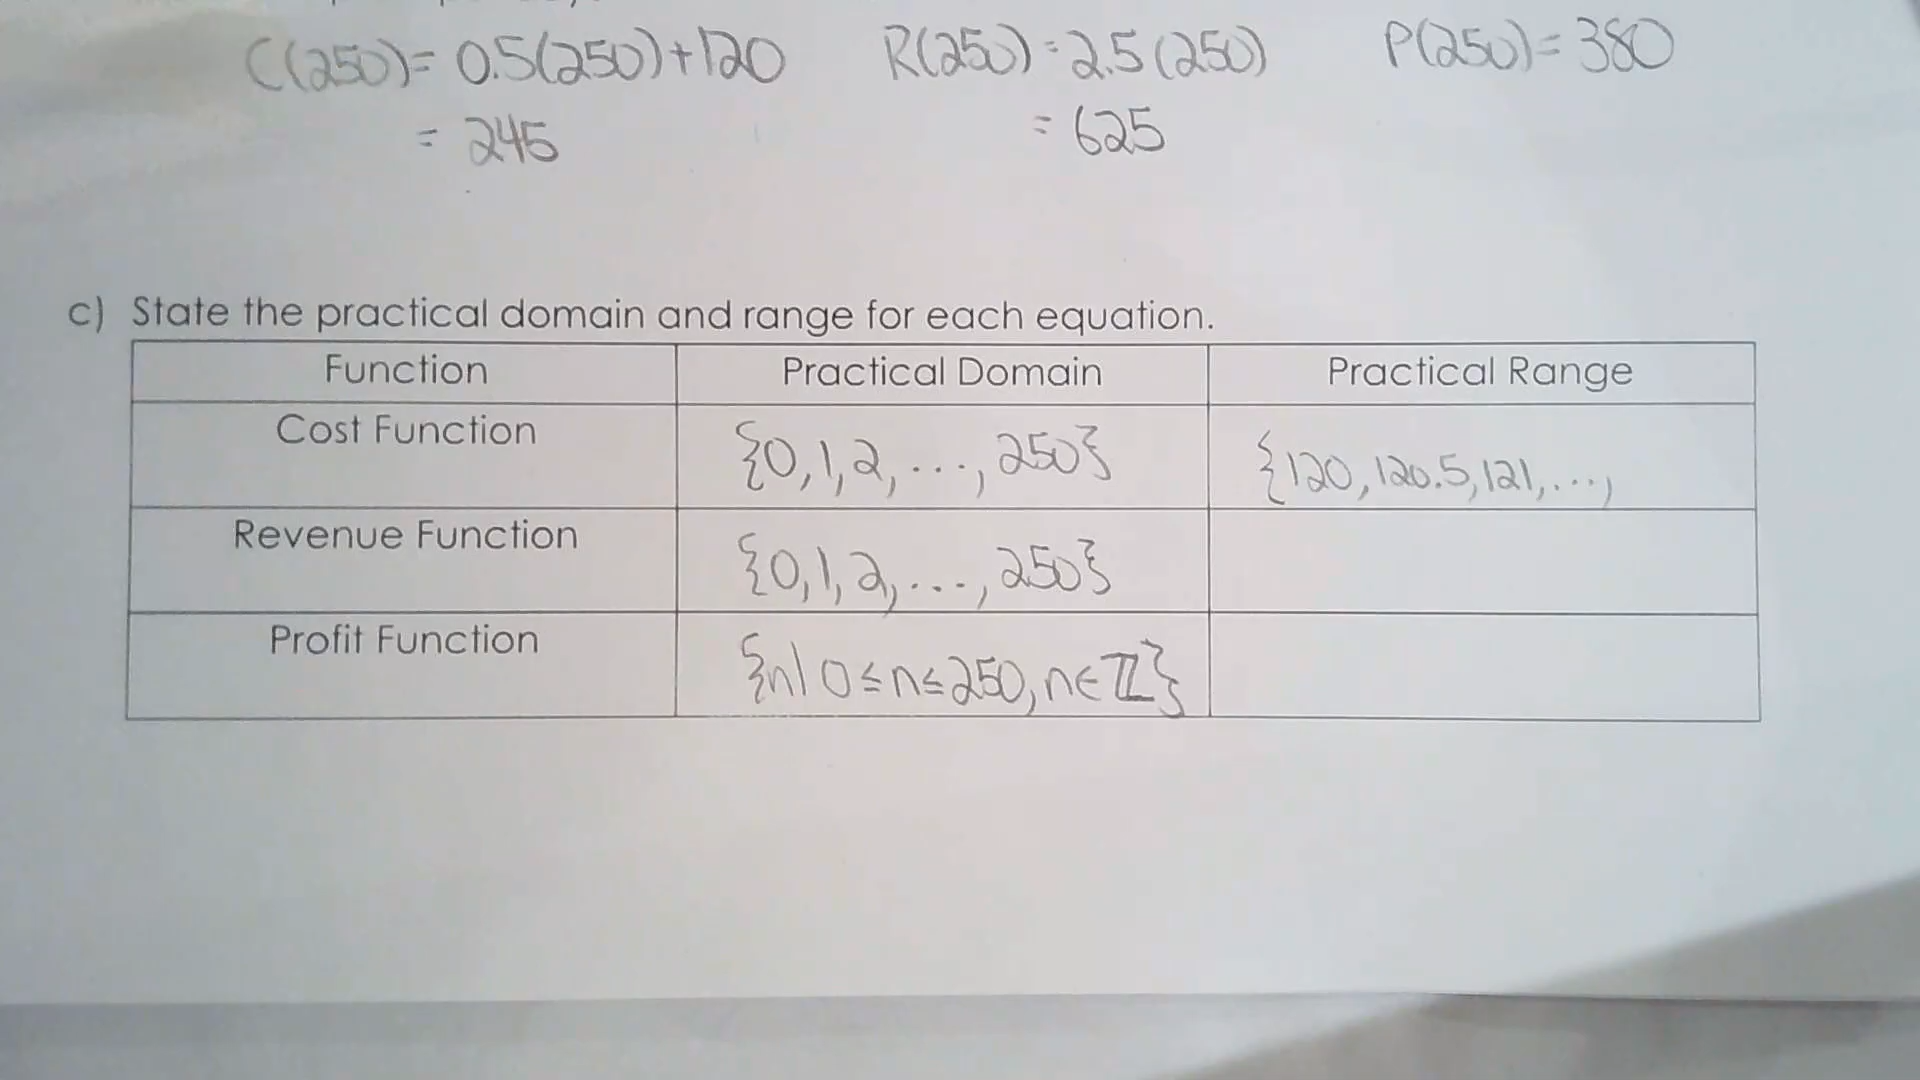 C(250)= 0.5(250)+120 R(250)=2.5(250) P(250)=380
= 245 = 625
c) State the practical domain and range for each equation.
Function Practical Domain Practical Range
Cost Function {0,1,2,...,250} {120,120.5,121,...,
Revenue Function {0,1,2,...,250}
Profit Function {n|0≤n≤250,n∈ℤ}